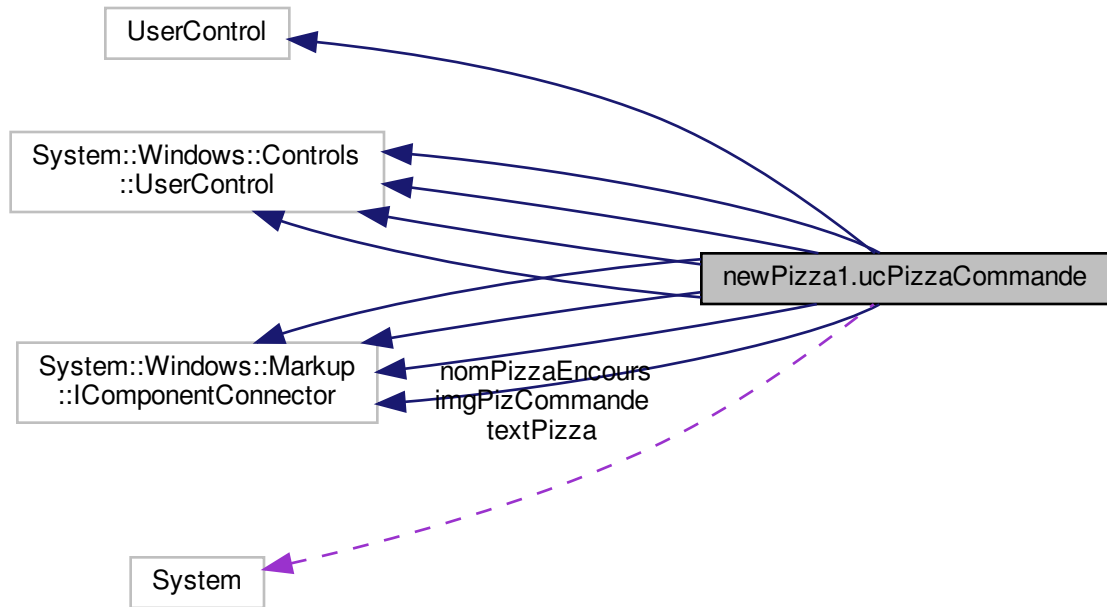 UserControl
System::Windows::Controls
::UserControl
newPizza1.ucPizzaCommande
System::Windows::Markup
::IComponentConnector
nomPizzaEncours
imgPizCommande
textPizza
System